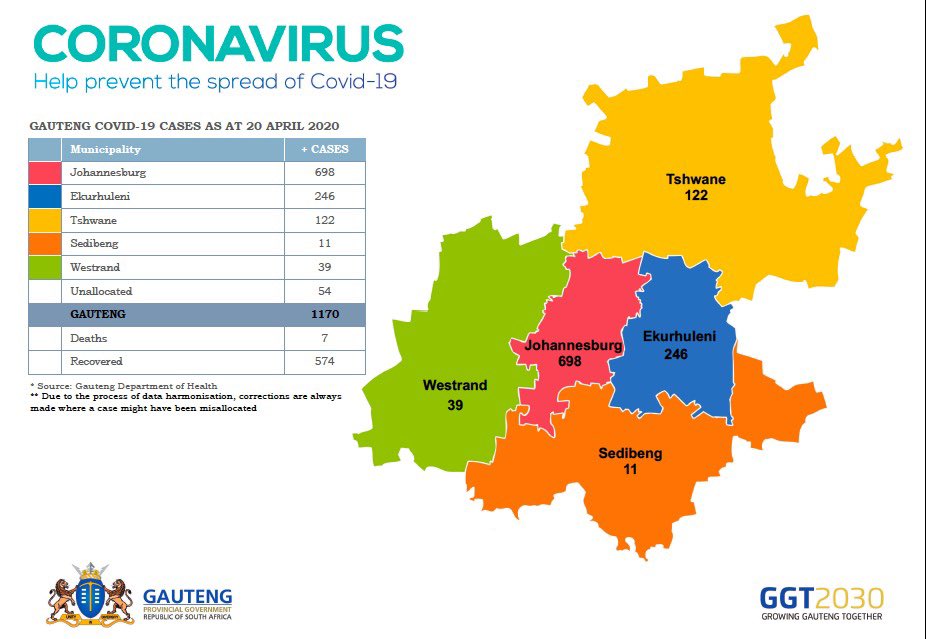 CORONAVIRUS
Help prevent the spread of Covid-19
GAUTENG COVID-19 CASES AS AT 20 APRIL 2020
Municipality + CASES
Johannesburg 698
Ekurhuleni 246
Tshwane 122
Sedibeng 11
Westrand 39
Unallocated 54
GAUTENG 1170
Deaths 7
Recovered 574
* Source: Gauteng Department of Health
** Due to the process of data harmonisation, corrections are always
made where a case might have been misallocated
Tshwane
122
Johannesburg
698
Ekurhuleni
246
Westrand
39
Sedibeng
11
GAUTENG
PROVINCIAL GOVERNMENT
REPUBLIC OF SOUTH AFRICA
GGT2030
GROWING GAUTENG TOGETHER